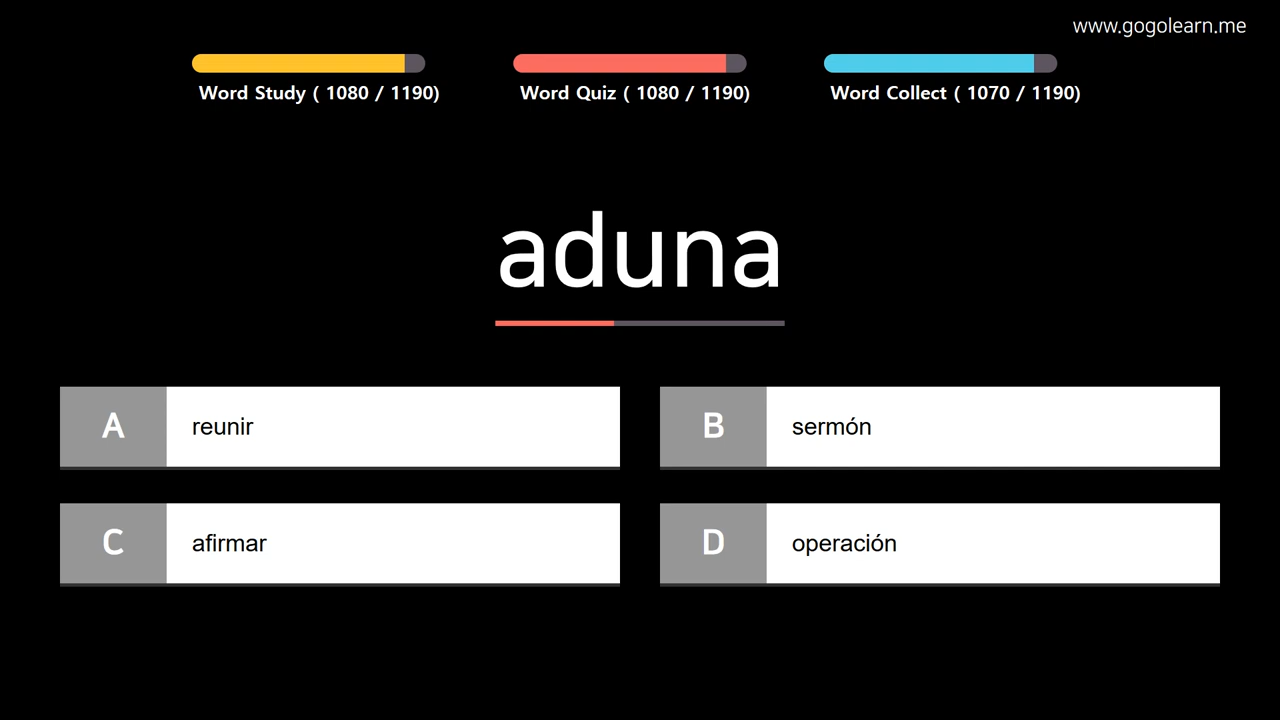 www.gogolearn.me
Word Study ( 1080 / 1190)
Word Quiz ( 1080 / 1190)
Word Collect ( 1070 / 1190)
aduna
A reunir
B sermón
C afirmar
D operación